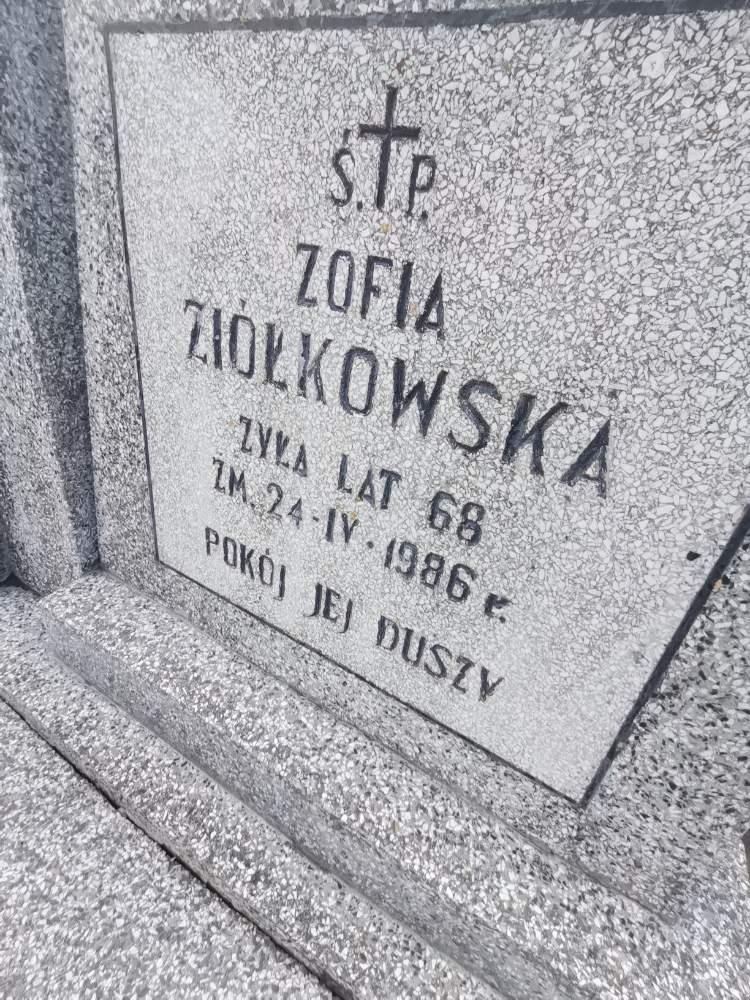 Ś. P.
ZOFIA
ZIÓŁKOWSKA
ŻYŁA LAT 68
ZM. 24-IV.1986 r.
POKÓJ JEJ DUSZY